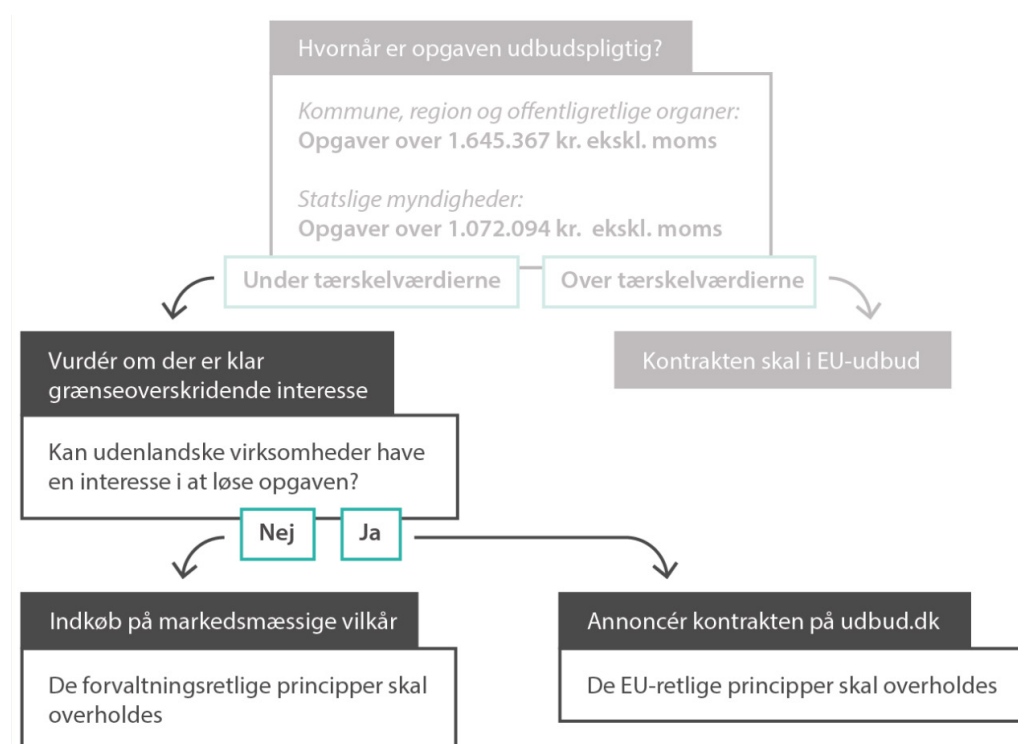 Hvornår er opgaven udbudspligtig?
Kommune, region og offentligretlige organer:
Opgaver over 1.645.367 kr. ekskl. moms
Statslige myndigheder:
Opgaver over 1.072.094 kr. ekskl. moms
Under tærskelværdierne
Over tærskelværdierne
Vurdér om der er klar
grænseoverskridende interesse
Kontrakten skal i EU-udbud
Kan udenlandske virksomheder have
en interesse i at løse opgaven?
Nej
Ja
Indkøb på markedsmæssige vilkår
De forvaltningsretlige principper skal
overholdes
Annoncér kontrakten på udbud.dk
De EU-retlige principper skal overholdes